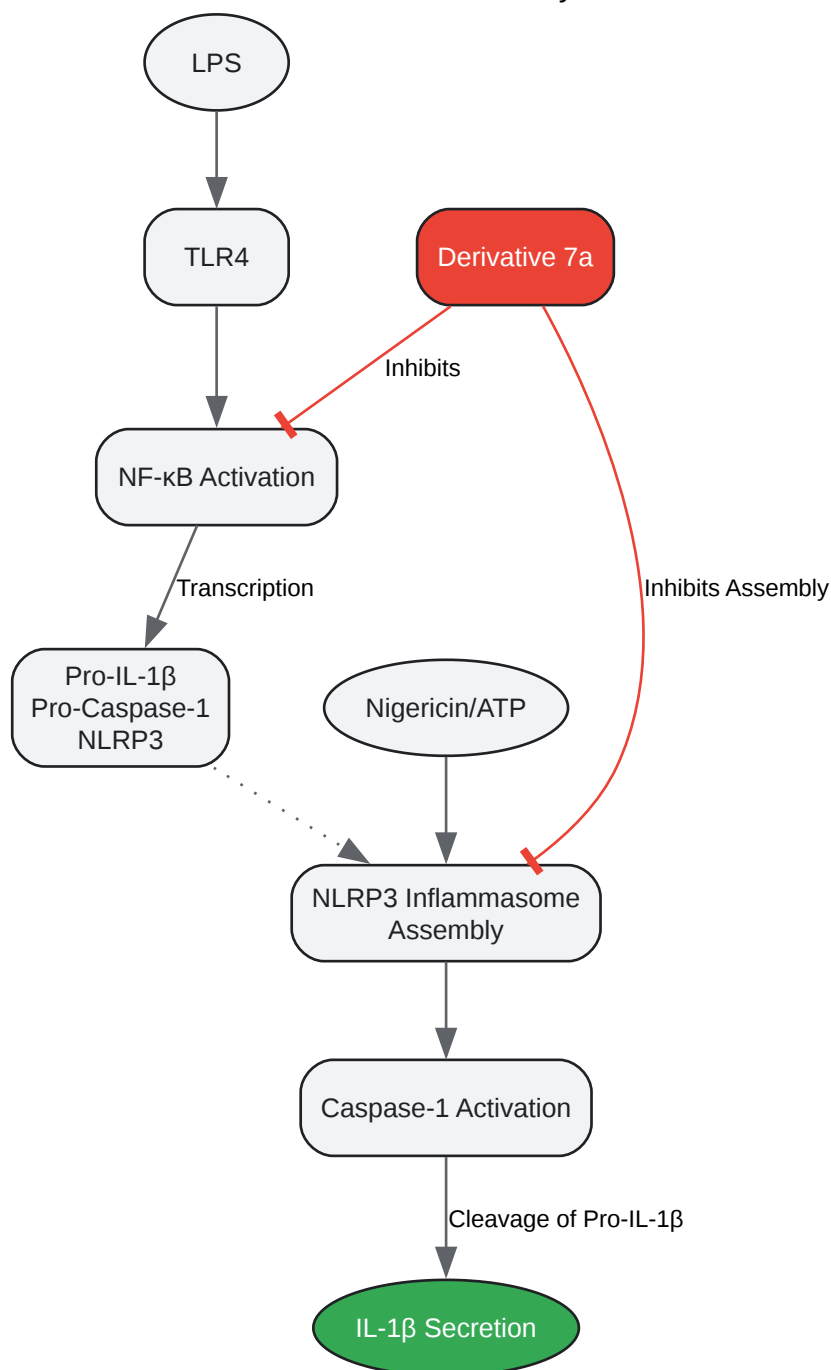 LPS
TLR4
Derivative 7a
Inhibits
NF-κB Activation
Transcription
Inhibits Assembly
Pro-IL-1β
Pro-Caspase-1
NLRP3
Nigericin/ATP
NLRP3 Inflammasome
Assembly
Caspase-1 Activation
Cleavage of Pro-IL-1β
IL-1β Secretion